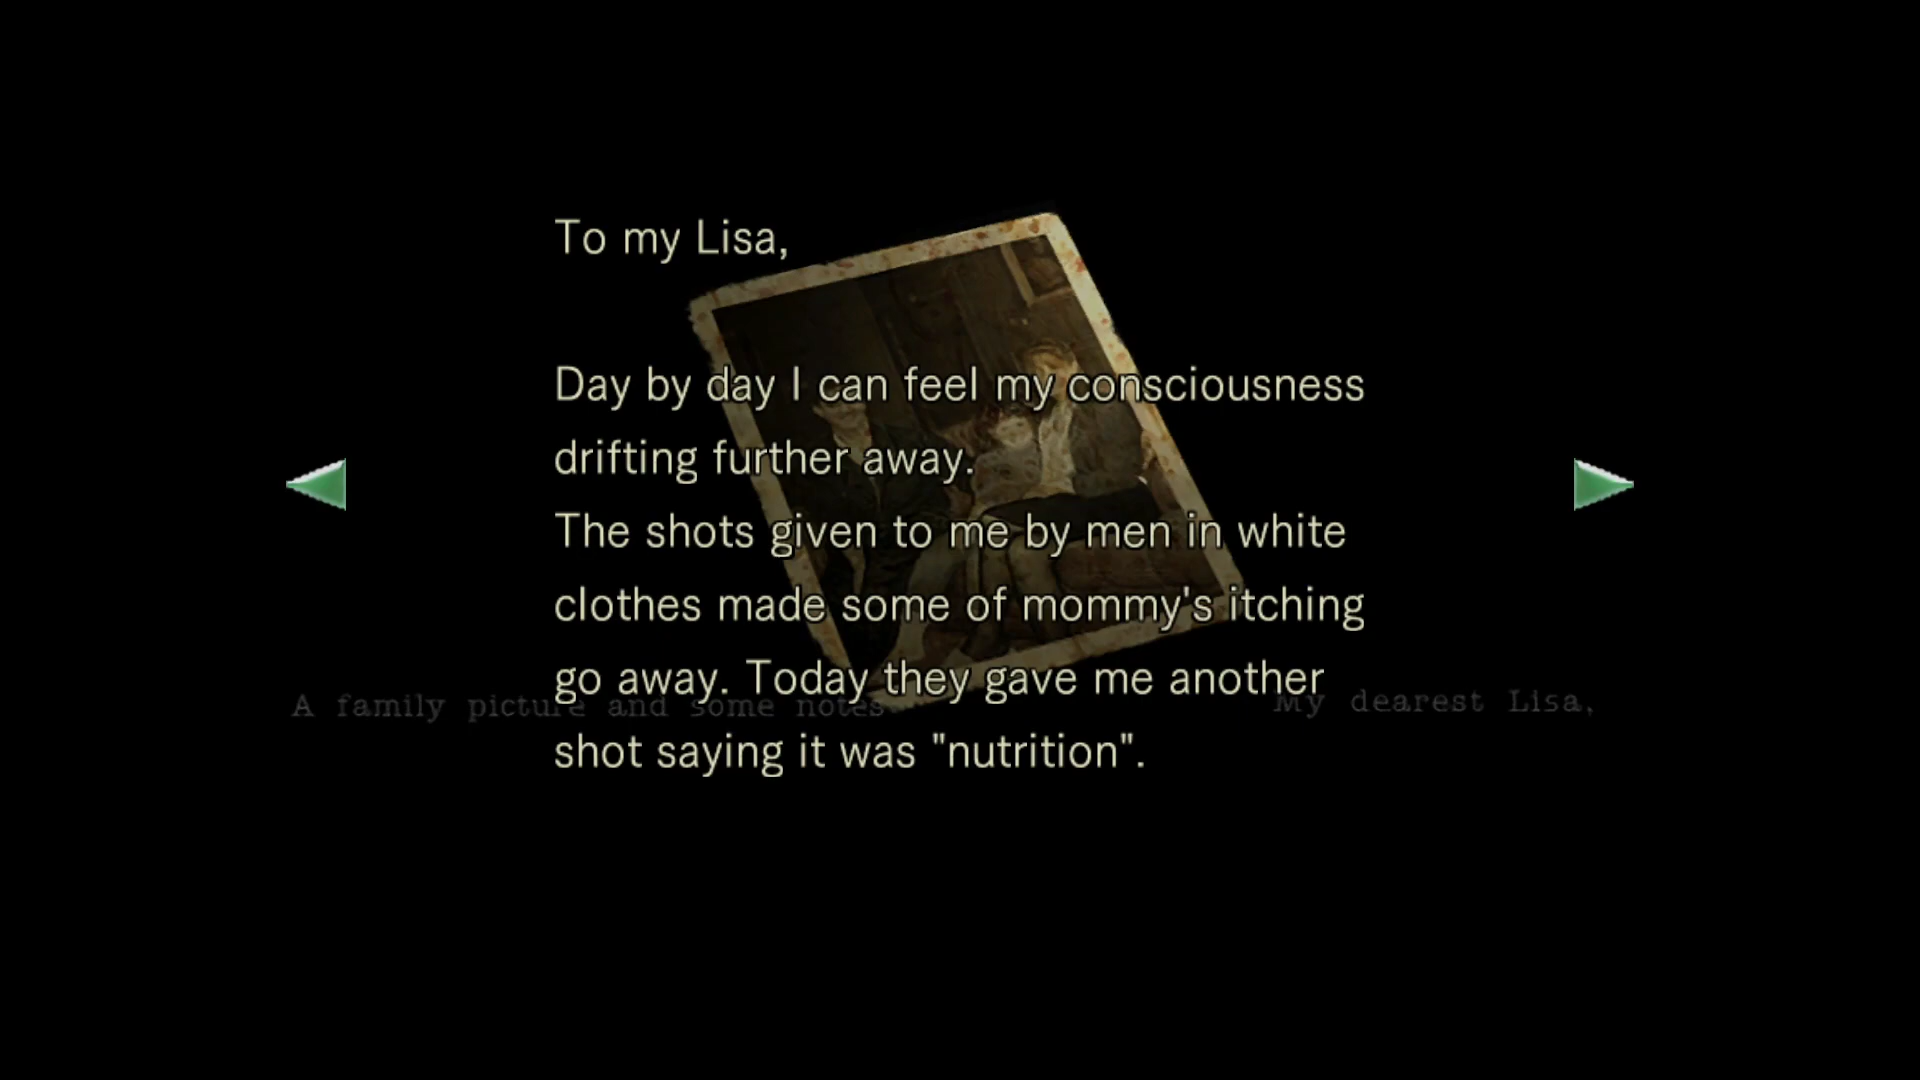 To my Lisa,
Day by day I can feel my consciousness
drifting further away.
The shots given to me by men in white
clothes made some of mommy's itching
go away. Today they gave me another
shot saying it was "nutrition".
A family picture and some notes
My dearest Lisa,